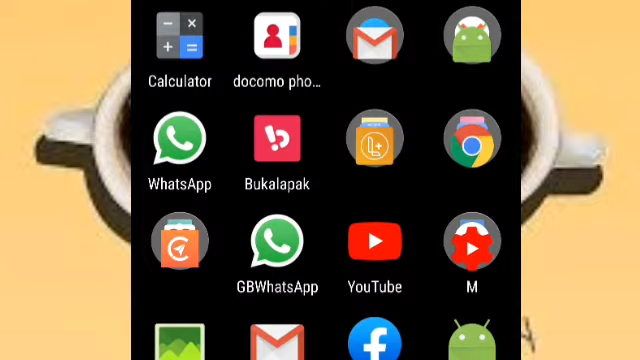 Calculator
docomo pho...
WhatsApp
Bukalapak
L+
GBWhatsApp
YouTube
M